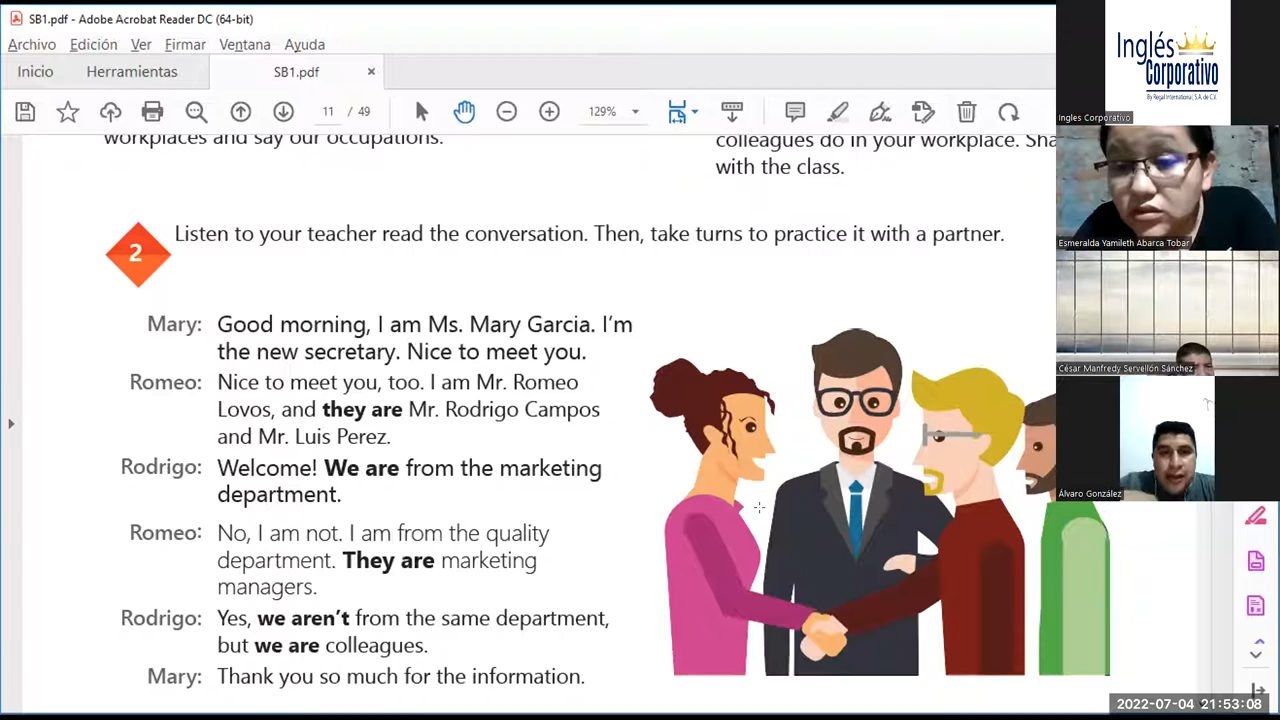 SB1.pdf - Adobe Acrobat Reader DC (64-bit)
Archivo Edición Ver Firmar Ventana Ayuda
Inicio Herramientas SB1.pdf ×
11 / 49 129%
workplaces and say our occupations.
colleagues do in your workplace. Sha
with the class.
2
Listen to your teacher read the conversation. Then, take turns to practice it with a partner.
Mary: Good morning, I am Ms. Mary Garcia. I'm
the new secretary. Nice to meet you.
Romeo: Nice to meet you, too. I am Mr. Romeo
Lovos, and they are Mr. Rodrigo Campos
and Mr. Luis Perez.
Rodrigo: Welcome! We are from the marketing
department.
Romeo: No, I am not. I am from the quality
department. They are marketing
managers.
Rodrigo: Yes, we aren't from the same department,
but we are colleagues.
Mary: Thank you so much for the information.
Inglés
Corporativo
By Regal International, S.A. de C.V.
Ingles Corporativo
Esmeralda Yamileth Abarca Tobar
César Manfredy Servellón Sánchez
Álvaro González
2022-07-04 21:53:08